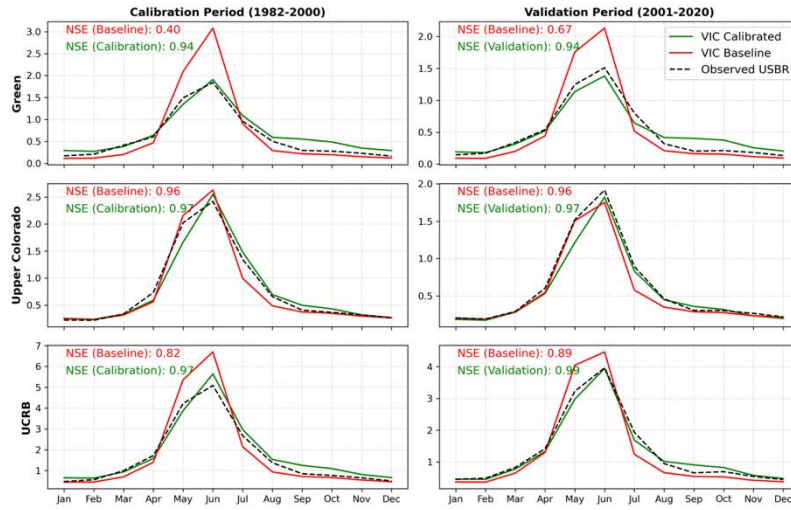 Calibration Period (1982-2000)
Validation Period (2001-2020)
Green
3.0
2.5
2.0
1.5
1.0
0.5
0.0
NSE (Baseline): 0.40
NSE (Calibration): 0.94
2.0
1.5
1.0
0.5
0.0
NSE (Baseline): 0.67
NSE (Validation): 0.94
VIC Calibrated
VIC Baseline
Observed USBR
Upper Colorado
2.5
2.0
1.5
1.0
0.5
NSE (Baseline): 0.96
NSE (Calibration): 0.97
2.0
1.5
1.0
0.5
NSE (Baseline): 0.96
NSE (Validation): 0.97
UCRB
7
6
5
4
3
2
1
NSE (Baseline): 0.82
NSE (Calibration): 0.97
4
3
2
1
NSE (Baseline): 0.89
NSE (Validation): 0.99
Jan Feb Mar Apr May Jun Jul Aug Sep Oct Nov Dec
Jan Feb Mar Apr May Jun Jul Aug Sep Oct Nov Dec